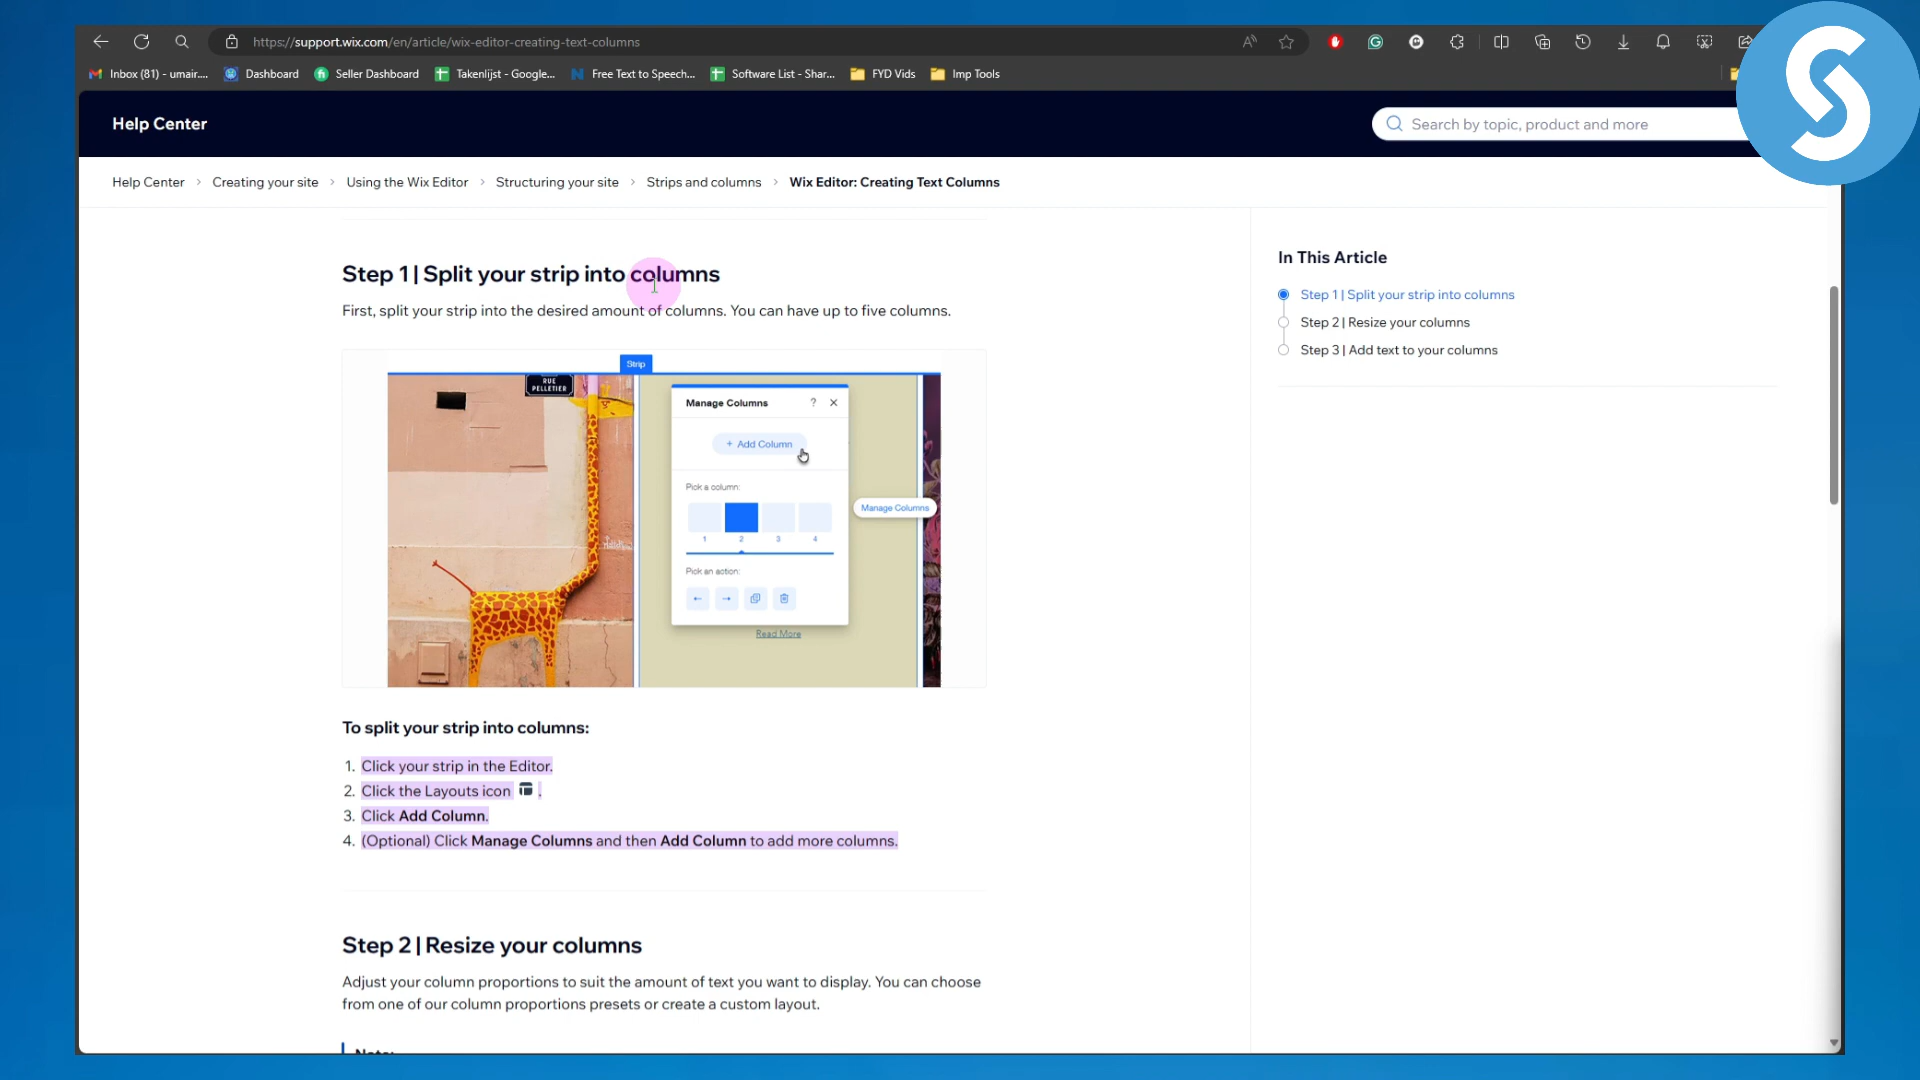 https://support.wix.com/en/article/wix-editor-creating-text-columns
Inbox (81) - umair....
Dashboard
Seller Dashboard
Takenlijst - Google...
Free Text to Speech...
Software List - Shar...
FYD Vids
Imp Tools
Help Center
Search by topic, product and more
Help Center > Creating your site > Using the Wix Editor > Structuring your site > Strips and columns > Wix Editor: Creating Text Columns
Step 1 | Split your strip into columns
First, split your strip into the desired amount of columns. You can have up to five columns.
Strip
RUE
PELLETIER
Manage Columns ?
+ Add Column
Pick a column:
1 2 3 4
Manage Columns
Pick an action:
Read More
To split your strip into columns:
1. Click your strip in the Editor.
2. Click the Layouts icon .
3. Click Add Column.
4. (Optional) Click Manage Columns and then Add Column to add more columns.
Step 2 | Resize your columns
Adjust your column proportions to suit the amount of text you want to display. You can choose
from one of our column proportions presets or create a custom layout.
Note:
In This Article
Step 1 | Split your strip into columns
Step 2 | Resize your columns
Step 3 | Add text to your columns